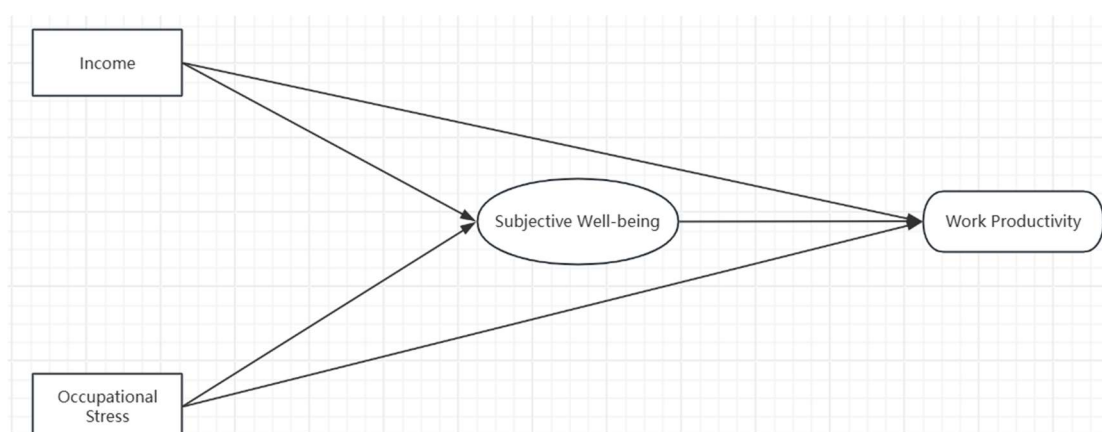 Income
Subjective Well-being
Work Productivity
Occupational
Stress